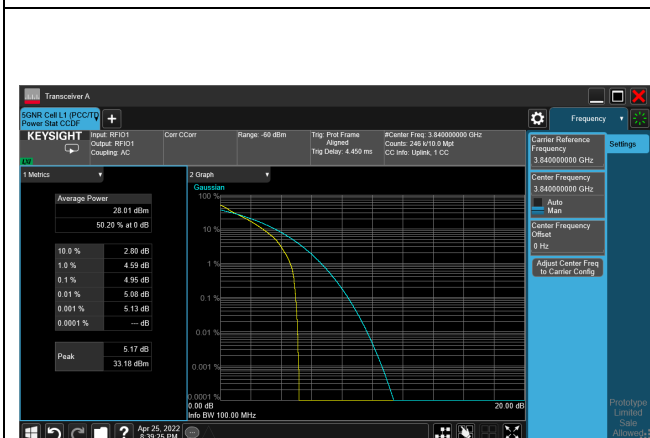 Transceiver A
5GNR Cell L1 (PCC/TD
Power Stat CCDF
Frequency
KEYSIGHT
LXI
Input: RFIO1
Output: RFIO1
Coupling: AC
Corr CCorr
Range: -60 dBm
Trig: Prot Frame
Aligned
Trig Delay: 4.450 ms
#Center Freq: 3.840000000 GHz
Counts: 246 k/10.0 Mpt
CC Info: Uplink, 1 CC
Carrier Reference
Frequency
3.840000000 GHz
Settings
Center Frequency
3.840000000 GHz
Auto
Man
Center Frequency
Offset
0 Hz
Adjust Center Freq
to Carrier Config
1 Metrics
Average Power
28.01 dBm
50.20 % at 0 dB
10.0 % 2.80 dB
1.0 % 4.59 dB
0.1 % 4.95 dB
0.01 % 5.08 dB
0.001 % 5.13 dB
0.0001 % --- dB
Peak
5.17 dB
33.18 dBm
2 Graph
Gaussian
100 %
10 %
1 %
0.1 %
0.01 %
0.001 %
0.0001 %
0.00 dB 20.00 dB
Info BW 100.00 MHz
Prototype
Limited
Sale
Allowed
Apr 25, 2022
8:39:25 PM